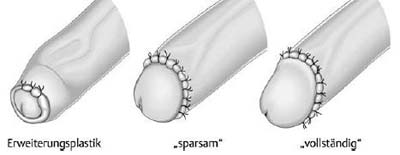 Erweiterungsplastik
„sparsam“
„vollständig“